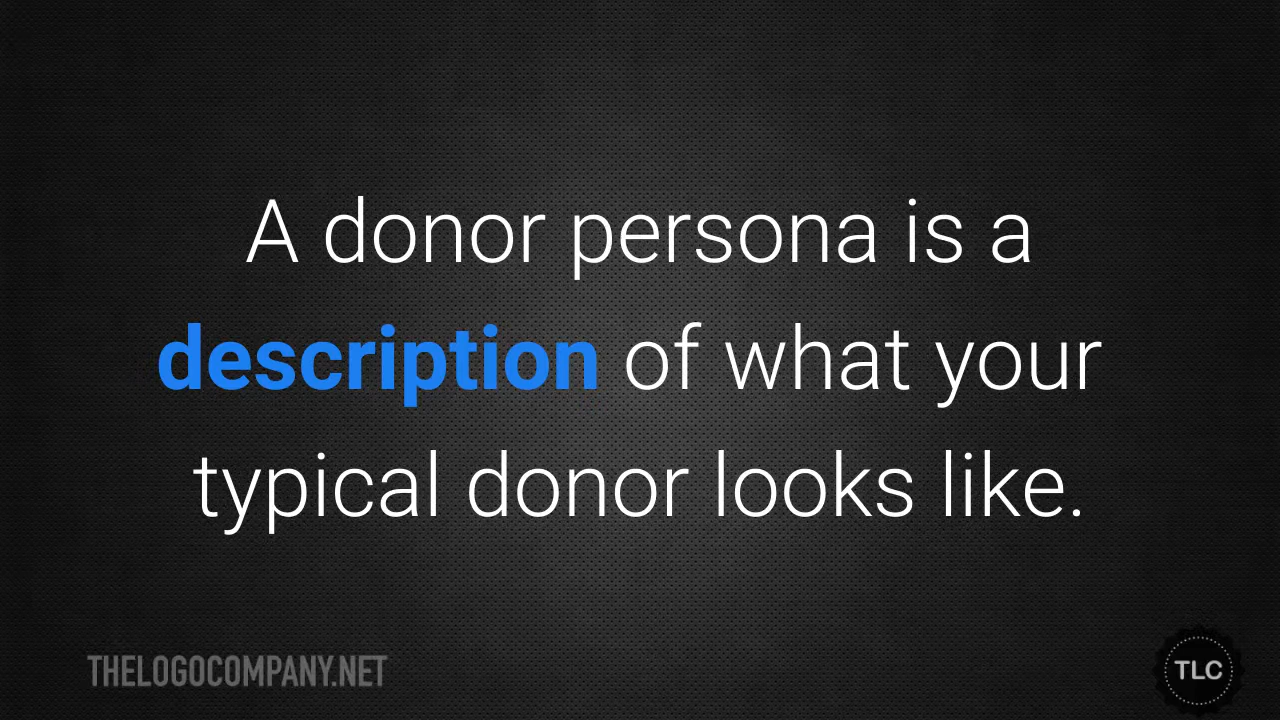 A donor persona is a
description of what your
typical donor looks like.
THELOGOCOMPANY.NET
TLC